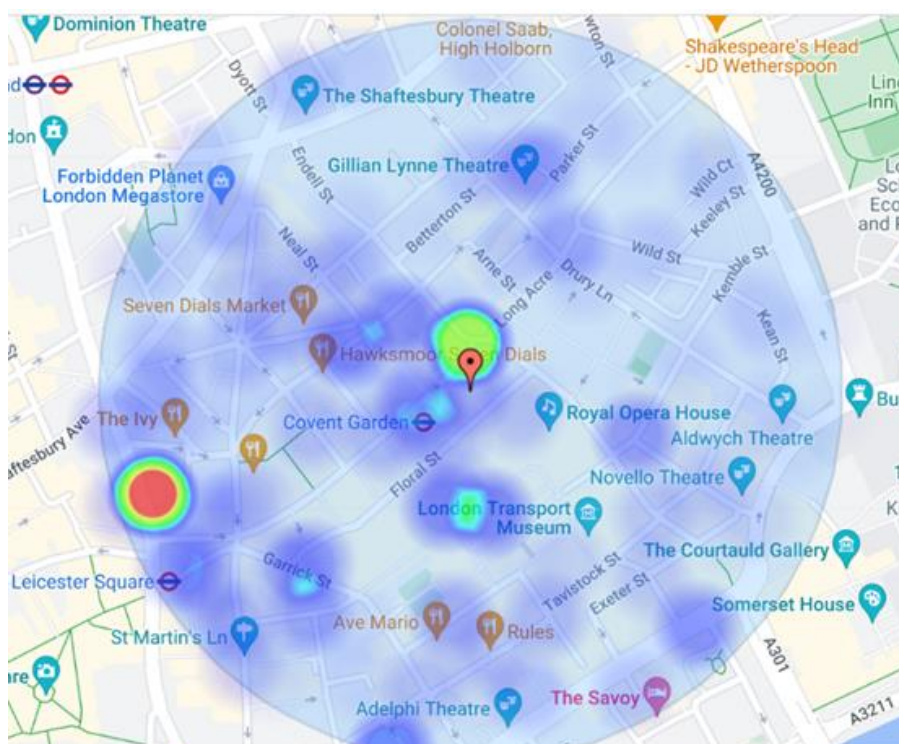 Dominion Theatre
Colonel Saab,
High Holborn
Shakespeare's Head
- JD Wetherspoon
Dyott St
The Shaftesbury Theatre
Endell St
Gillian Lynne Theatre
Parker St
A4200
Wild Ct
Keeley St
Forbidden Planet
London Megastore
Betterton St
Neal St
Arne St
Drury Ln
Wild St
Kemble St
Long Acre
Kean St
Seven Dials Market
Hawksmoor Seven Dials
The Ivy
Covent Garden
Royal Opera House
Aldwych Theatre
Floral St
Novello Theatre
London Transport
Museum
The Courtauld Gallery
Garrick St
Leicester Square
Tavistock St
Exeter St
Somerset House
Ave Mario
Rules
St Martin's Ln
A301
The Savoy
Adelphi Theatre
A3211